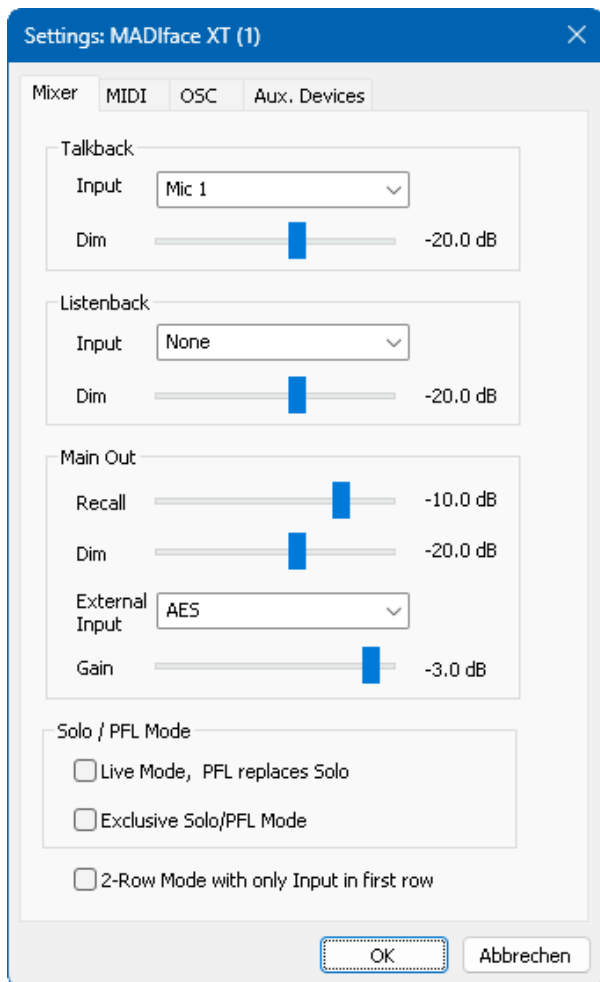 Settings: MADIface XT (1)
Mixer MIDI OSC Aux. Devices
Talkback
Input Mic 1
Dim -20.0 dB
Listenback
Input None
Dim -20.0 dB
Main Out
Recall -10.0 dB
Dim -20.0 dB
External
Input AES
Gain -3.0 dB
Solo / PFL Mode
Live Mode, PFL replaces Solo
Exclusive Solo/PFL Mode
2-Row Mode with only Input in first row
OK Abbrechen